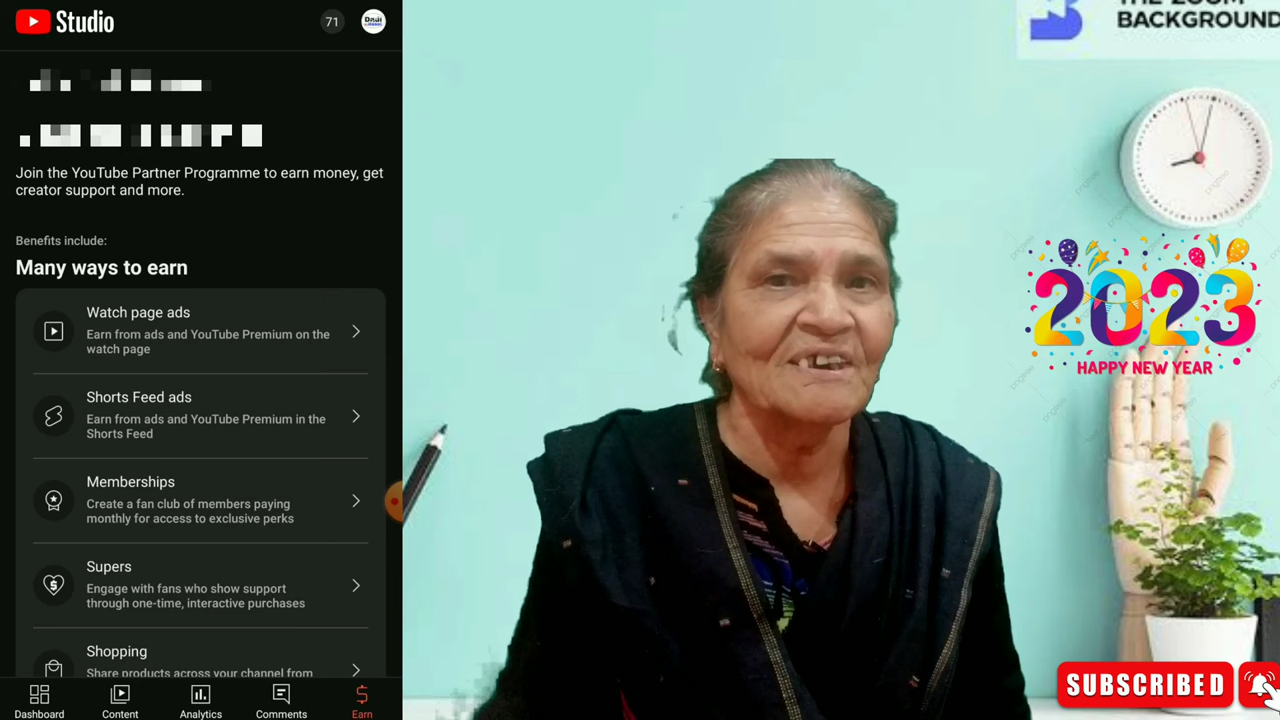 Studio
71
Join the YouTube Partner Programme to earn money, get
creator support and more.
Benefits include:
Many ways to earn
Watch page ads
Earn from ads and YouTube Premium on the
watch page
Shorts Feed ads
Earn from ads and YouTube Premium in the
Shorts Feed
Memberships
Create a fan club of members paying
monthly for access to exclusive perks
Supers
Engage with fans who show support
through one-time, interactive purchases
Shopping
Share products across your channel from
Dashboard
Content
Analytics
Comments
Earn
THE ZOOM
BACKGROUND
2023
HAPPY NEW YEAR
SUBSCRIBED